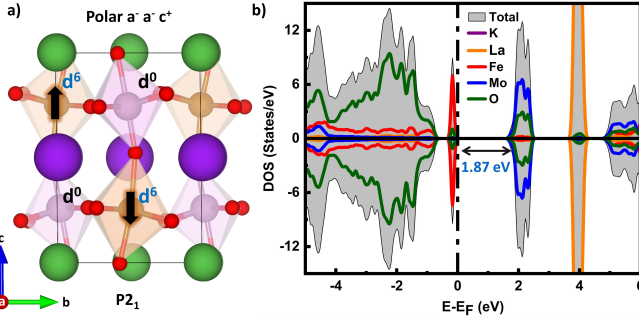 a)
Polar a⁻ a⁻ c⁺
d⁶
d⁰
d⁰
d⁶
c
a
b
P2₁
b)
DOS (States/eV)
12
6
0
-6
-12
Total
K
La
Fe
Mo
O
1.87 eV
-4
-2
0
2
4
6
E-E_F (eV)